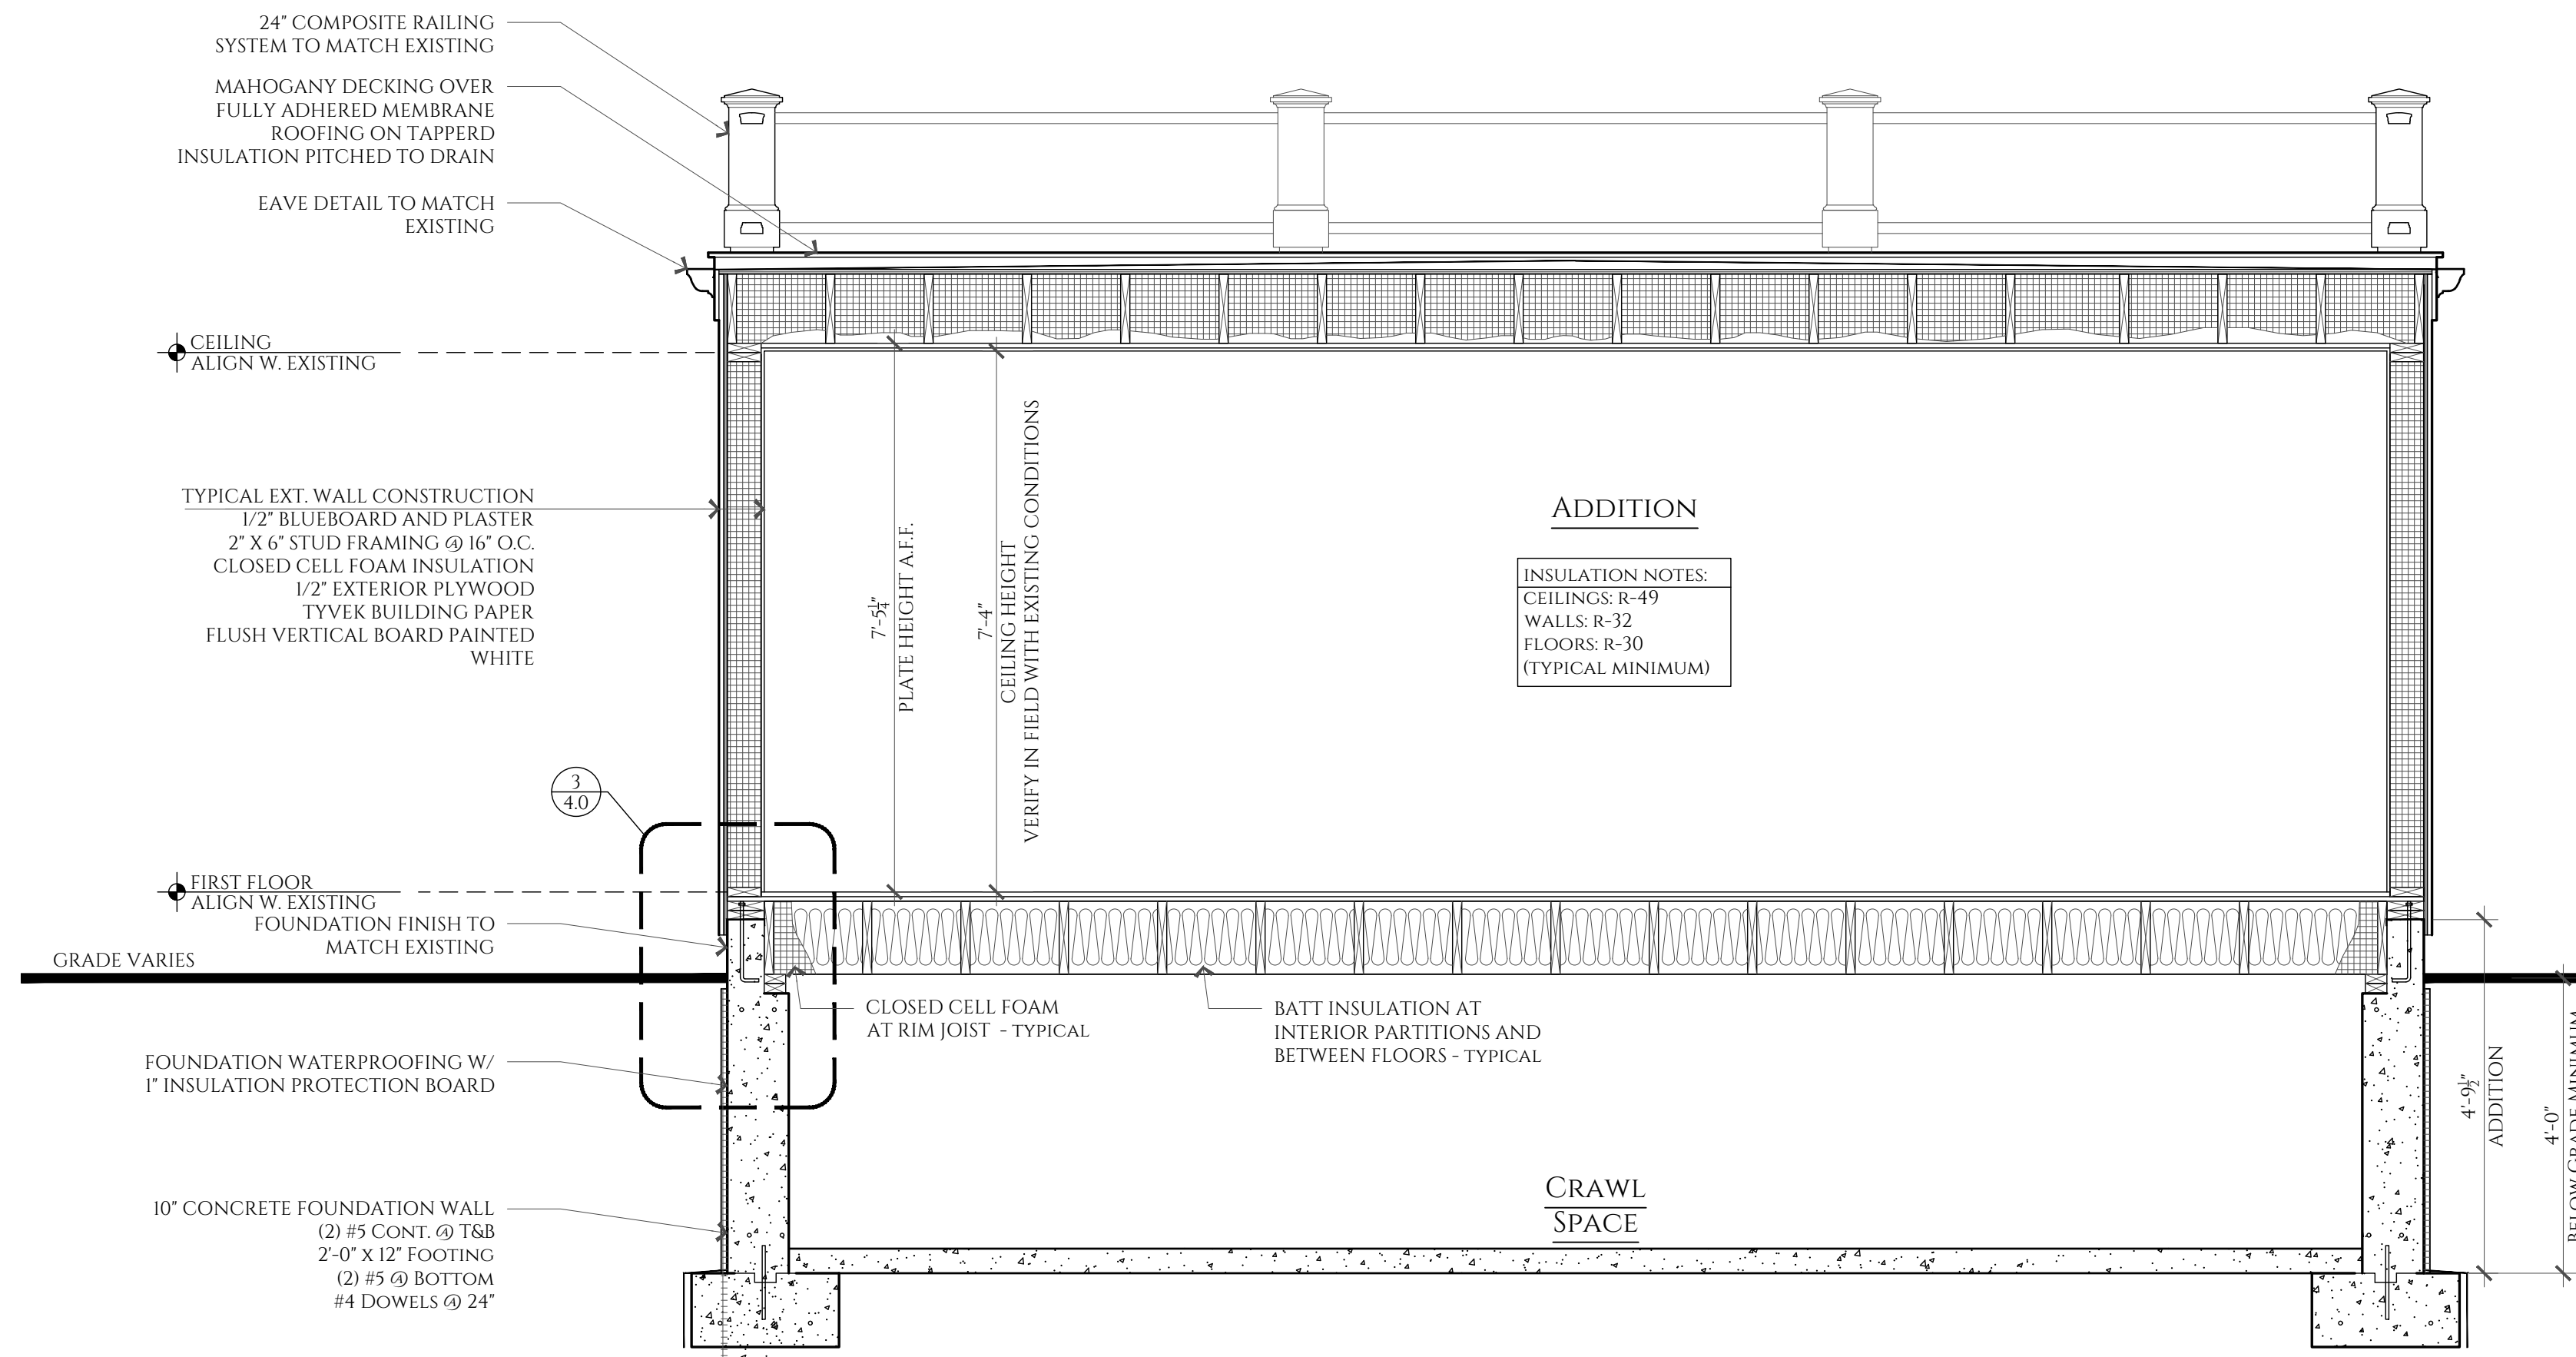 24" COMPOSITE RAILING
SYSTEM TO MATCH EXISTING
MAHOGANY DECKING OVER
FULLY ADHERED MEMBRANE
ROOFING ON TAPPERD
INSULATION PITCHED TO DRAIN
EAVE DETAIL TO MATCH
EXISTING
CEILING
ALIGN W. EXISTING
TYPICAL EXT. WALL CONSTRUCTION
1/2" BLUEBOARD AND PLASTER
2" X 6" STUD FRAMING @ 16" O.C.
CLOSED CELL FOAM INSULATION
1/2" EXTERIOR PLYWOOD
TYVEK BUILDING PAPER
FLUSH VERTICAL BOARD PAINTED
WHITE
7'-5¼"
PLATE HEIGHT A.F.F.
7'-4"
CEILING HEIGHT
VERIFY IN FIELD WITH EXISTING CONDITIONS
ADDITION
INSULATION NOTES:
CEILINGS: R-49
WALLS: R-32
FLOORS: R-30
(TYPICAL MINIMUM)
3
4.0
FIRST FLOOR
ALIGN W. EXISTING
FOUNDATION FINISH TO
MATCH EXISTING
GRADE VARIES
CLOSED CELL FOAM
AT RIM JOIST - TYPICAL
BATT INSULATION AT
INTERIOR PARTITIONS AND
BETWEEN FLOORS - TYPICAL
FOUNDATION WATERPROOFING W/
1" INSULATION PROTECTION BOARD
4'-9½"
ADDITION
4'-0"
BELOW GRADE MINIMUM
CRAWL
SPACE
10" CONCRETE FOUNDATION WALL
(2) #5 CONT. @ T&B
2'-0" X 12" FOOTING
(2) #5 @ BOTTOM
#4 DOWELS @ 24"